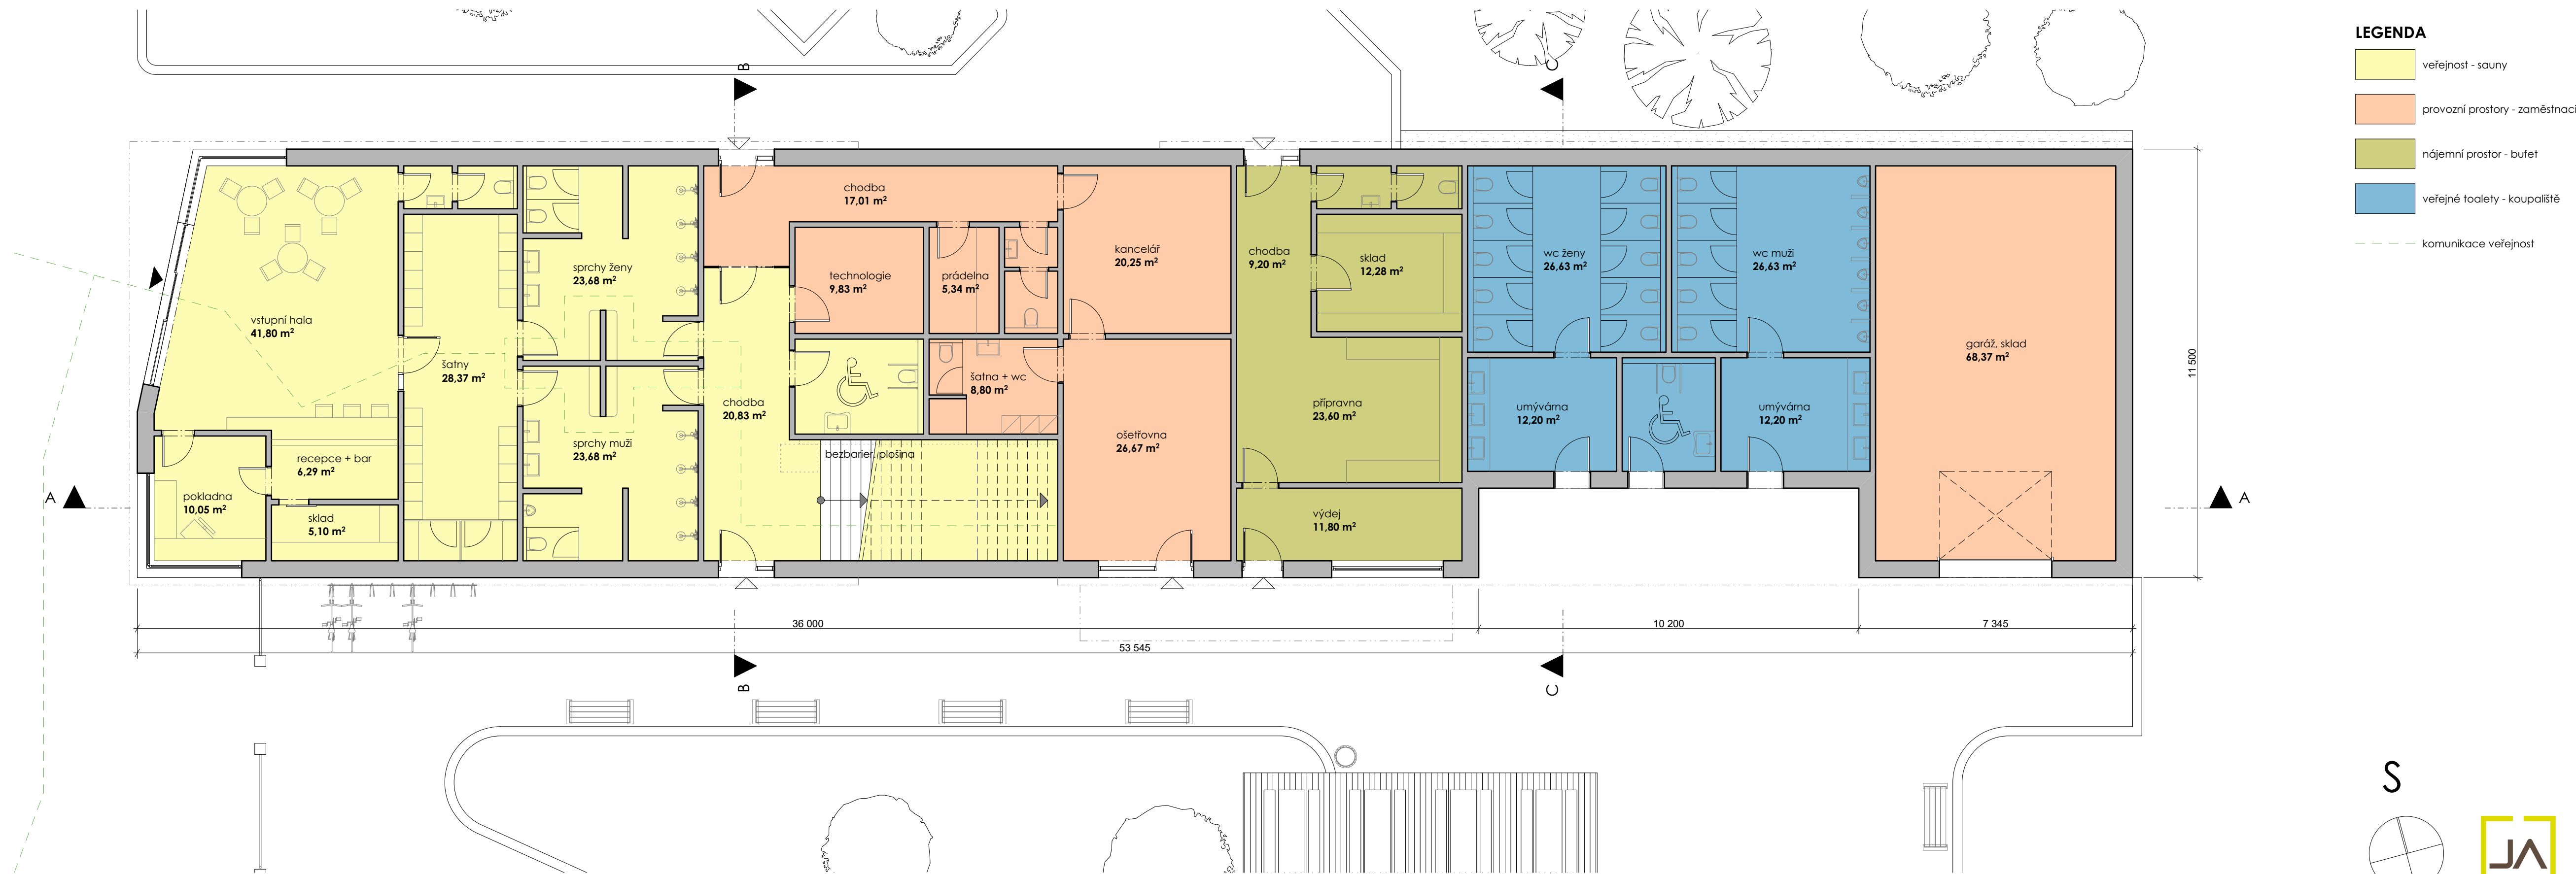 LEGENDA
veřejnost - sauny
provozní prostory - zaměstnaci
nájemní prostor - bufet
veřejné toalety - koupaliště
komunikace veřejnost
B
C
chodba
17,01 m²
kancelář
20,25 m²
technologie
9,83 m²
prádelna
5,34 m²
sprchy ženy
23,68 m²
vstupní hala
41,80 m²
šatny
28,37 m²
chodba
20,83 m²
šatna + wc
8,80 m²
ošetřovna
26,67 m²
sprchy muži
23,68 m²
bezbarier. plošina
recepce + bar
6,29 m²
pokladna
10,05 m²
sklad
5,10 m²
chodba
9,20 m²
sklad
12,28 m²
přípravna
23,60 m²
výdej
11,80 m²
wc ženy
26,63 m²
wc muži
26,63 m²
umývárna
12,20 m²
umývárna
12,20 m²
garáž, sklad
68,37 m²
11 500
A
A
36 000
10 200
7 345
53 545
B
C
S
JA